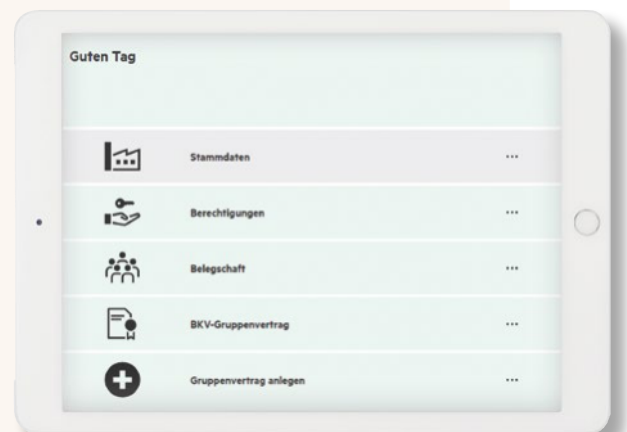 Guten Tag
Stammdaten ...
Berechtigungen ...
Belegschaft ...
BKV-Gruppenvertrag ...
Gruppenvertrag anlegen ...